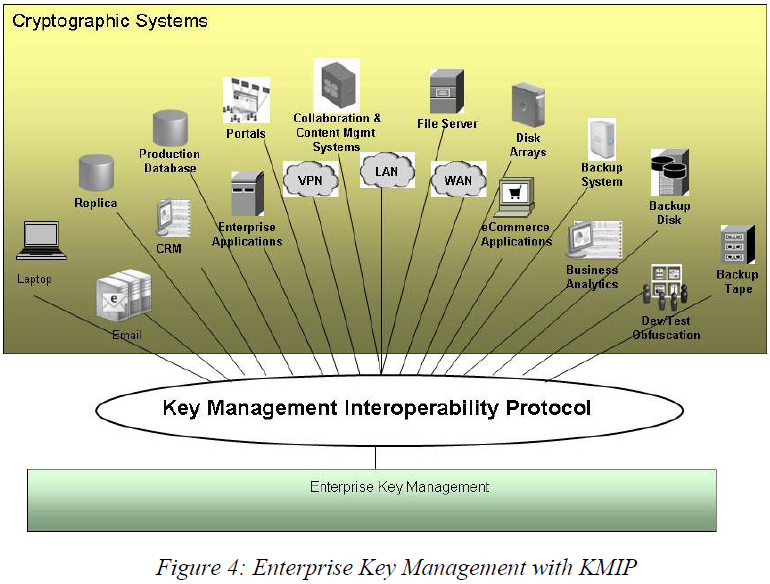 Cryptographic Systems
Portals
Collaboration &
Content Mgmt
Systems
File Server
Disk
Arrays
Production
Database
VPN
LAN
WAN
Backup
System
Replica
CRM
Enterprise
Applications
eCommerce
Applications
Backup
Disk
Laptop
Email
Business
Analytics
Dev/Test
Obfuscation
Backup
Tape
Key Management Interoperability Protocol
Enterprise Key Management
Figure 4: Enterprise Key Management with KMIP